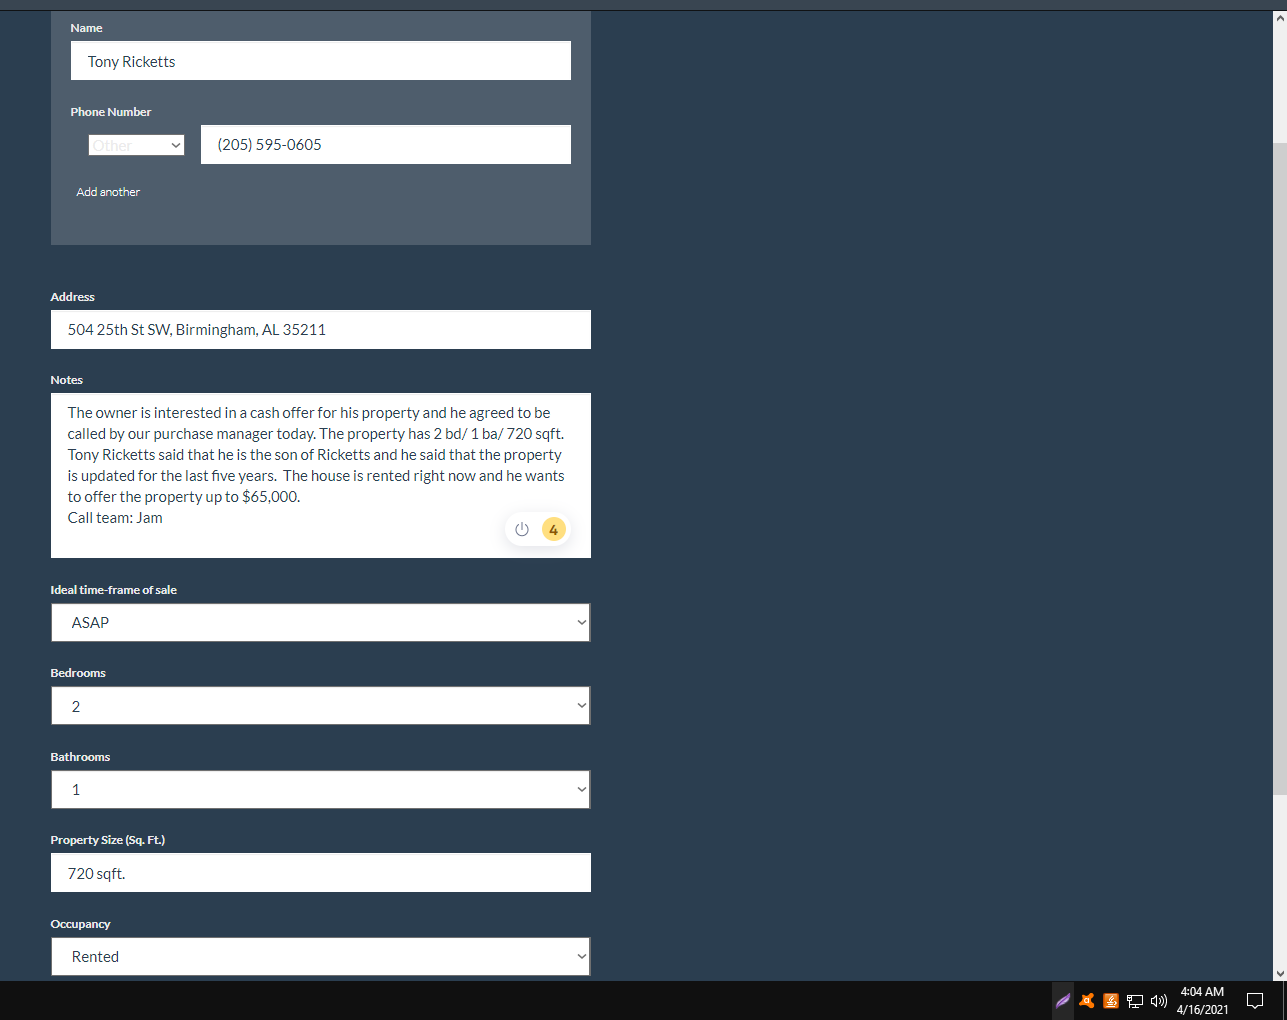 Name
Tony Ricketts
Phone Number
Other
(205) 595-0605
Add another
Address
504 25th St SW, Birmingham, AL 35211
Notes
The owner is interested in a cash offer for his property and he agreed to be
called by our purchase manager today. The property has 2 bd/ 1 ba/ 720 sqft.
Tony Ricketts said that he is the son of Ricketts and he said that the property
is updated for the last five years.  The house is rented right now and he wants
to offer the property up to $65,000.
Call team: Jam
4
Ideal time-frame of sale
ASAP
Bedrooms
2
Bathrooms
1
Property Size (Sq. Ft.)
720 sqft.
Occupancy
Rented
4:04 AM
4/16/2021